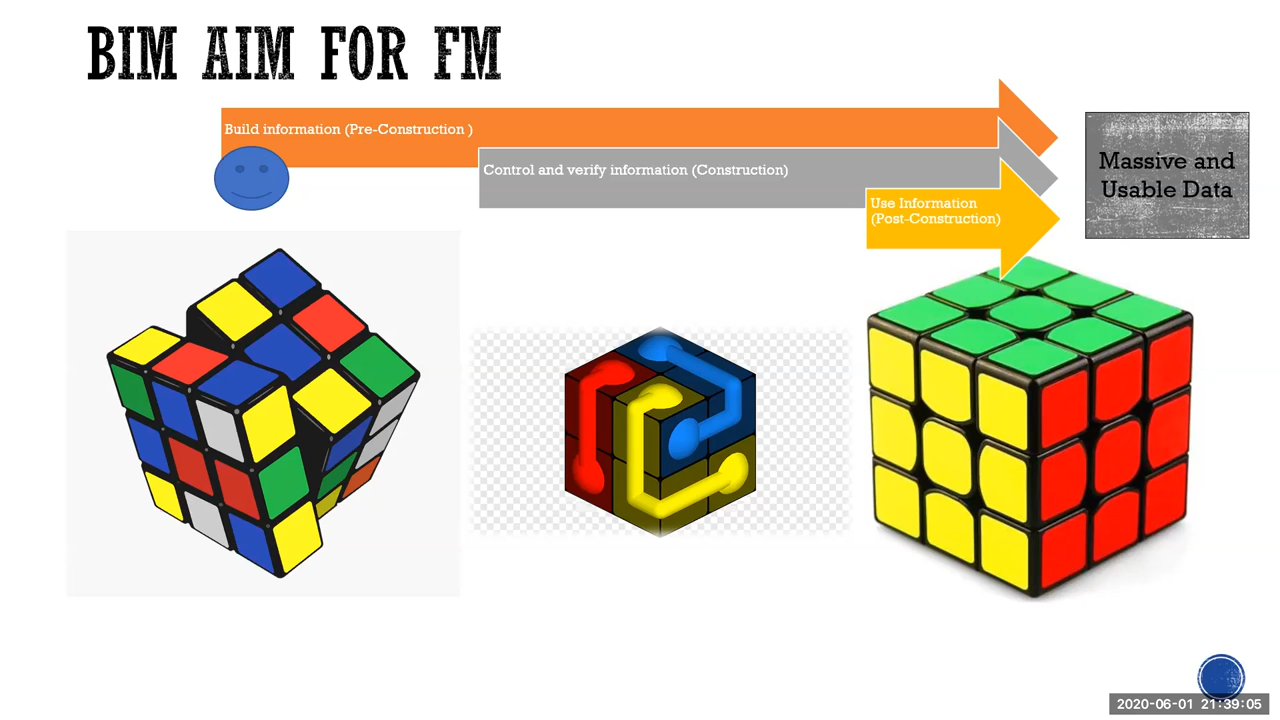 BIM AIM FOR FM
Build information (Pre-Construction )
Control and verify information (Construction)
Use Information
(Post-Construction)
Massive and
Usable Data
2020-06-01 21:39:05